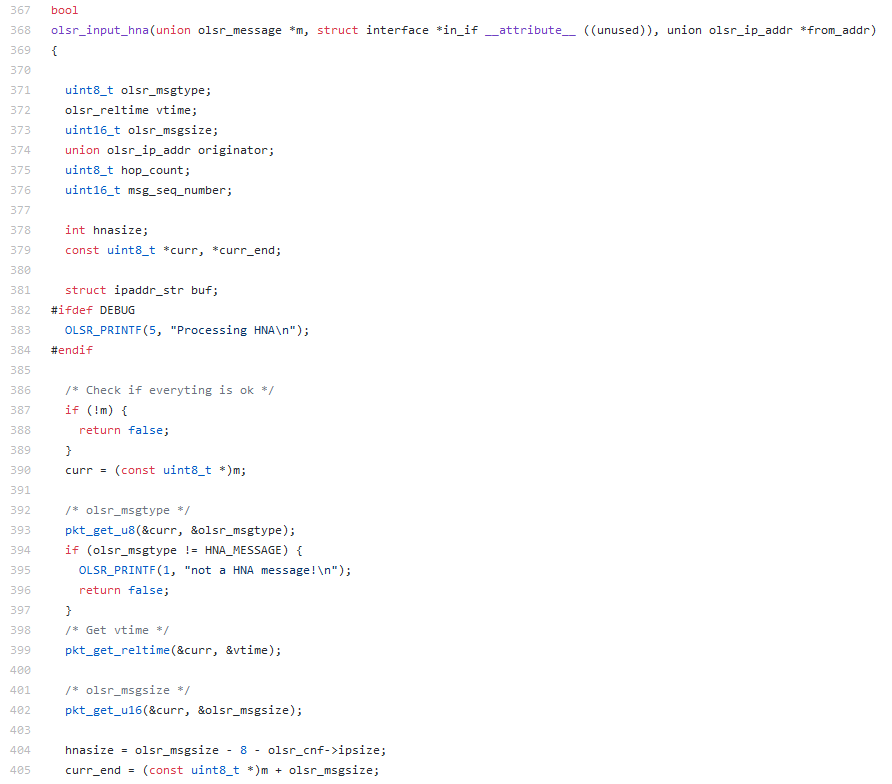 367 bool
368 olsr_input_hna(union olsr_message *m, struct interface *in_if __attribute__ ((unused)), union olsr_ip_addr *from_addr)
369 {
370
371   uint8_t olsr_msgtype;
372   olsr_reltime vtime;
373   uint16_t olsr_msgsize;
374   union olsr_ip_addr originator;
375   uint8_t hop_count;
376   uint16_t msg_seq_number;
377
378   int hnasize;
379   const uint8_t *curr, *curr_end;
380
381   struct ipaddr_str buf;
382 #ifdef DEBUG
383   OLSR_PRINTF(5, "Processing HNA\n");
384 #endif
385
386   /* Check if everyting is ok */
387   if (!m) {
388     return false;
389   }
390   curr = (const uint8_t *)m;
391
392   /* olsr_msgtype */
393   pkt_get_u8(&curr, &olsr_msgtype);
394   if (olsr_msgtype != HNA_MESSAGE) {
395     OLSR_PRINTF(1, "not a HNA message!\n");
396     return false;
397   }
398   /* Get vtime */
399   pkt_get_reltime(&curr, &vtime);
400
401   /* olsr_msgsize */
402   pkt_get_u16(&curr, &olsr_msgsize);
403
404   hnasize = olsr_msgsize - 8 - olsr_cnf->ipsize;
405   curr_end = (const uint8_t *)m + olsr_msgsize;